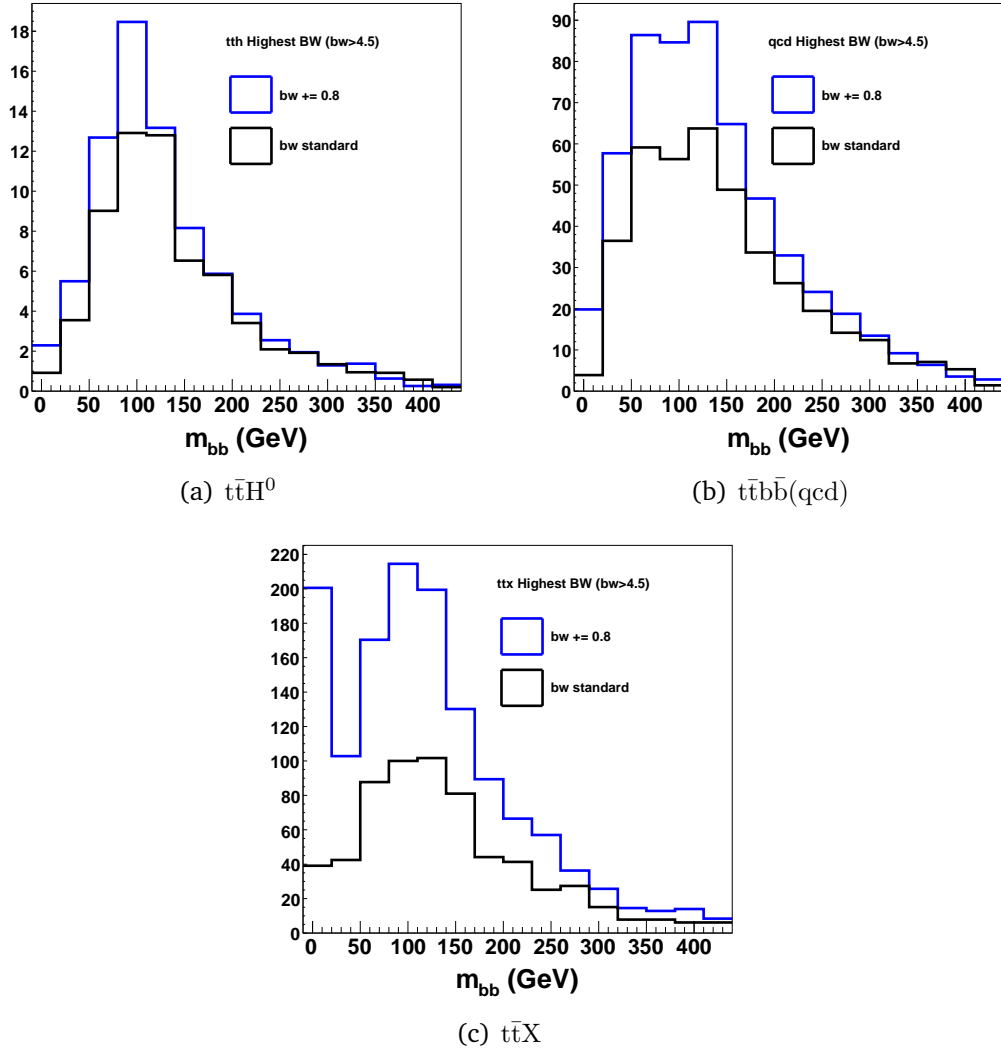 tth Highest BW (bw>4.5)
bw += 0.8
bw standard
18
16
14
12
10
8
6
4
2
0
0 50 100 150 200 250 300 350 400
m_bb (GeV)
(a) tt̄H⁰
qcd Highest BW (bw>4.5)
bw += 0.8
bw standard
90
80
70
60
50
40
30
20
10
0
0 50 100 150 200 250 300 350 400
m_bb (GeV)
(b) tt̄bb̄(qcd)
ttx Highest BW (bw>4.5)
bw += 0.8
bw standard
220
200
180
160
140
120
100
80
60
40
20
0
0 50 100 150 200 250 300 350 400
m_bb (GeV)
(c) tt̄X